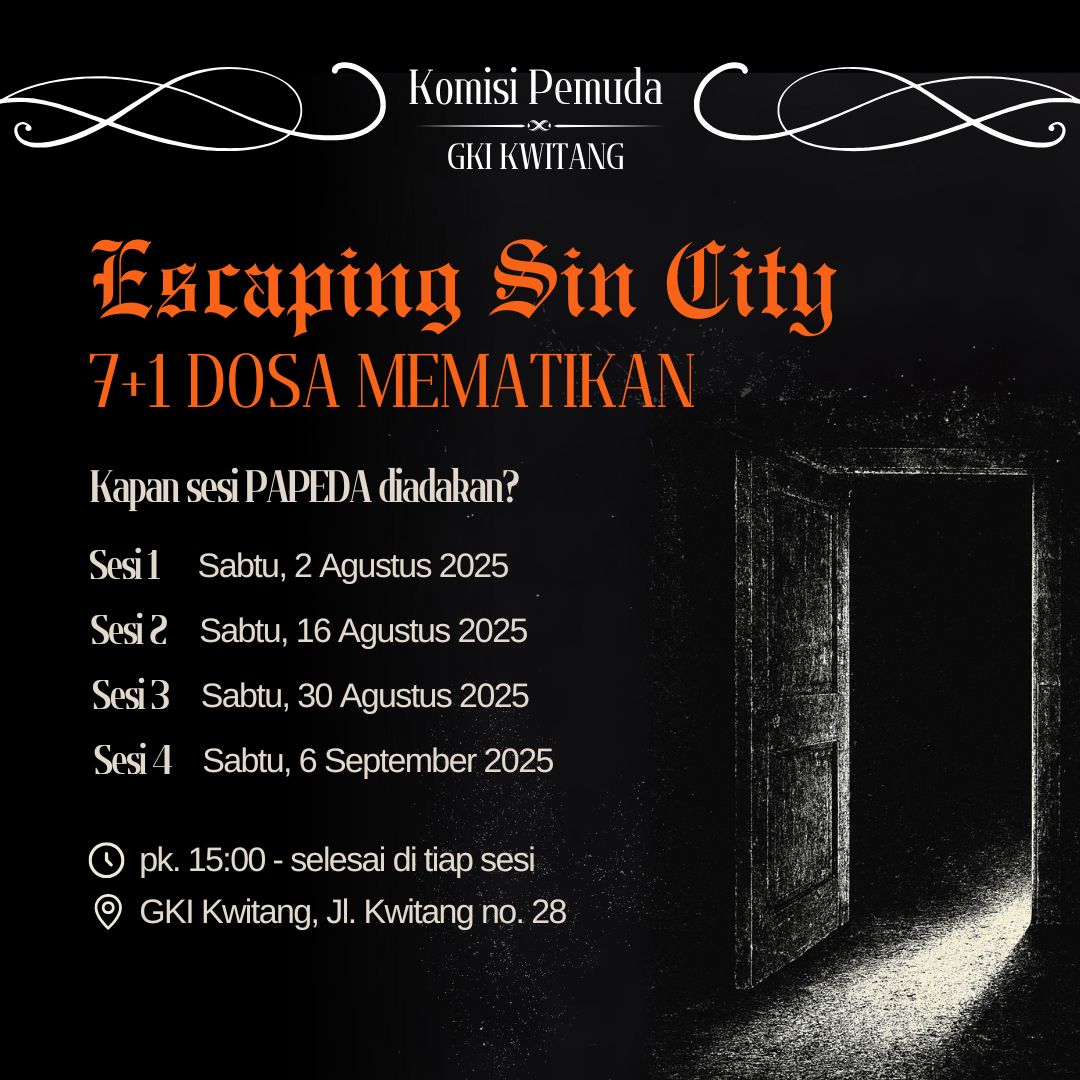 Komisi Pemuda
GKI KWITANG
Escaping Sin City
7+1 DOSA MEMATIKAN
Kapan sesi PAPEDA diadakan?
Sesi 1 Sabtu, 2 Agustus 2025
Sesi 2 Sabtu, 16 Agustus 2025
Sesi 3 Sabtu, 30 Agustus 2025
Sesi 4 Sabtu, 6 September 2025
pk. 15:00 - selesai di tiap sesi
GKI Kwitang, Jl. Kwitang no. 28